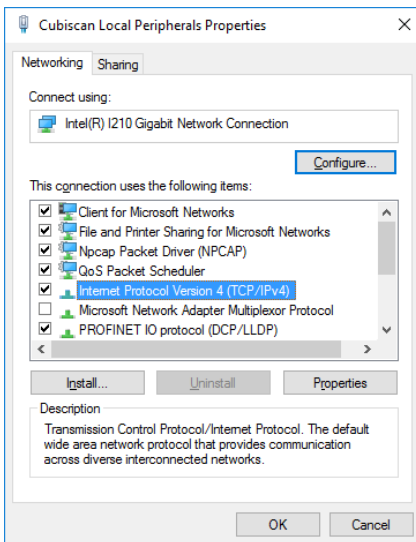 Cubiscan Local Peripherals Properties
Networking
Sharing
Connect using:
Intel(R) I210 Gigabit Network Connection
Configure...
This connection uses the following items:
Client for Microsoft Networks
File and Printer Sharing for Microsoft Networks
Npcap Packet Driver (NPCAP)
QoS Packet Scheduler
Internet Protocol Version 4 (TCP/IPv4)
Microsoft Network Adapter Multiplexor Protocol
PROFINET IO protocol (DCP/LLDP)
Install...
Uninstall
Properties
Description
Transmission Control Protocol/Internet Protocol. The default
wide area network protocol that provides communication
across diverse interconnected networks.
OK
Cancel